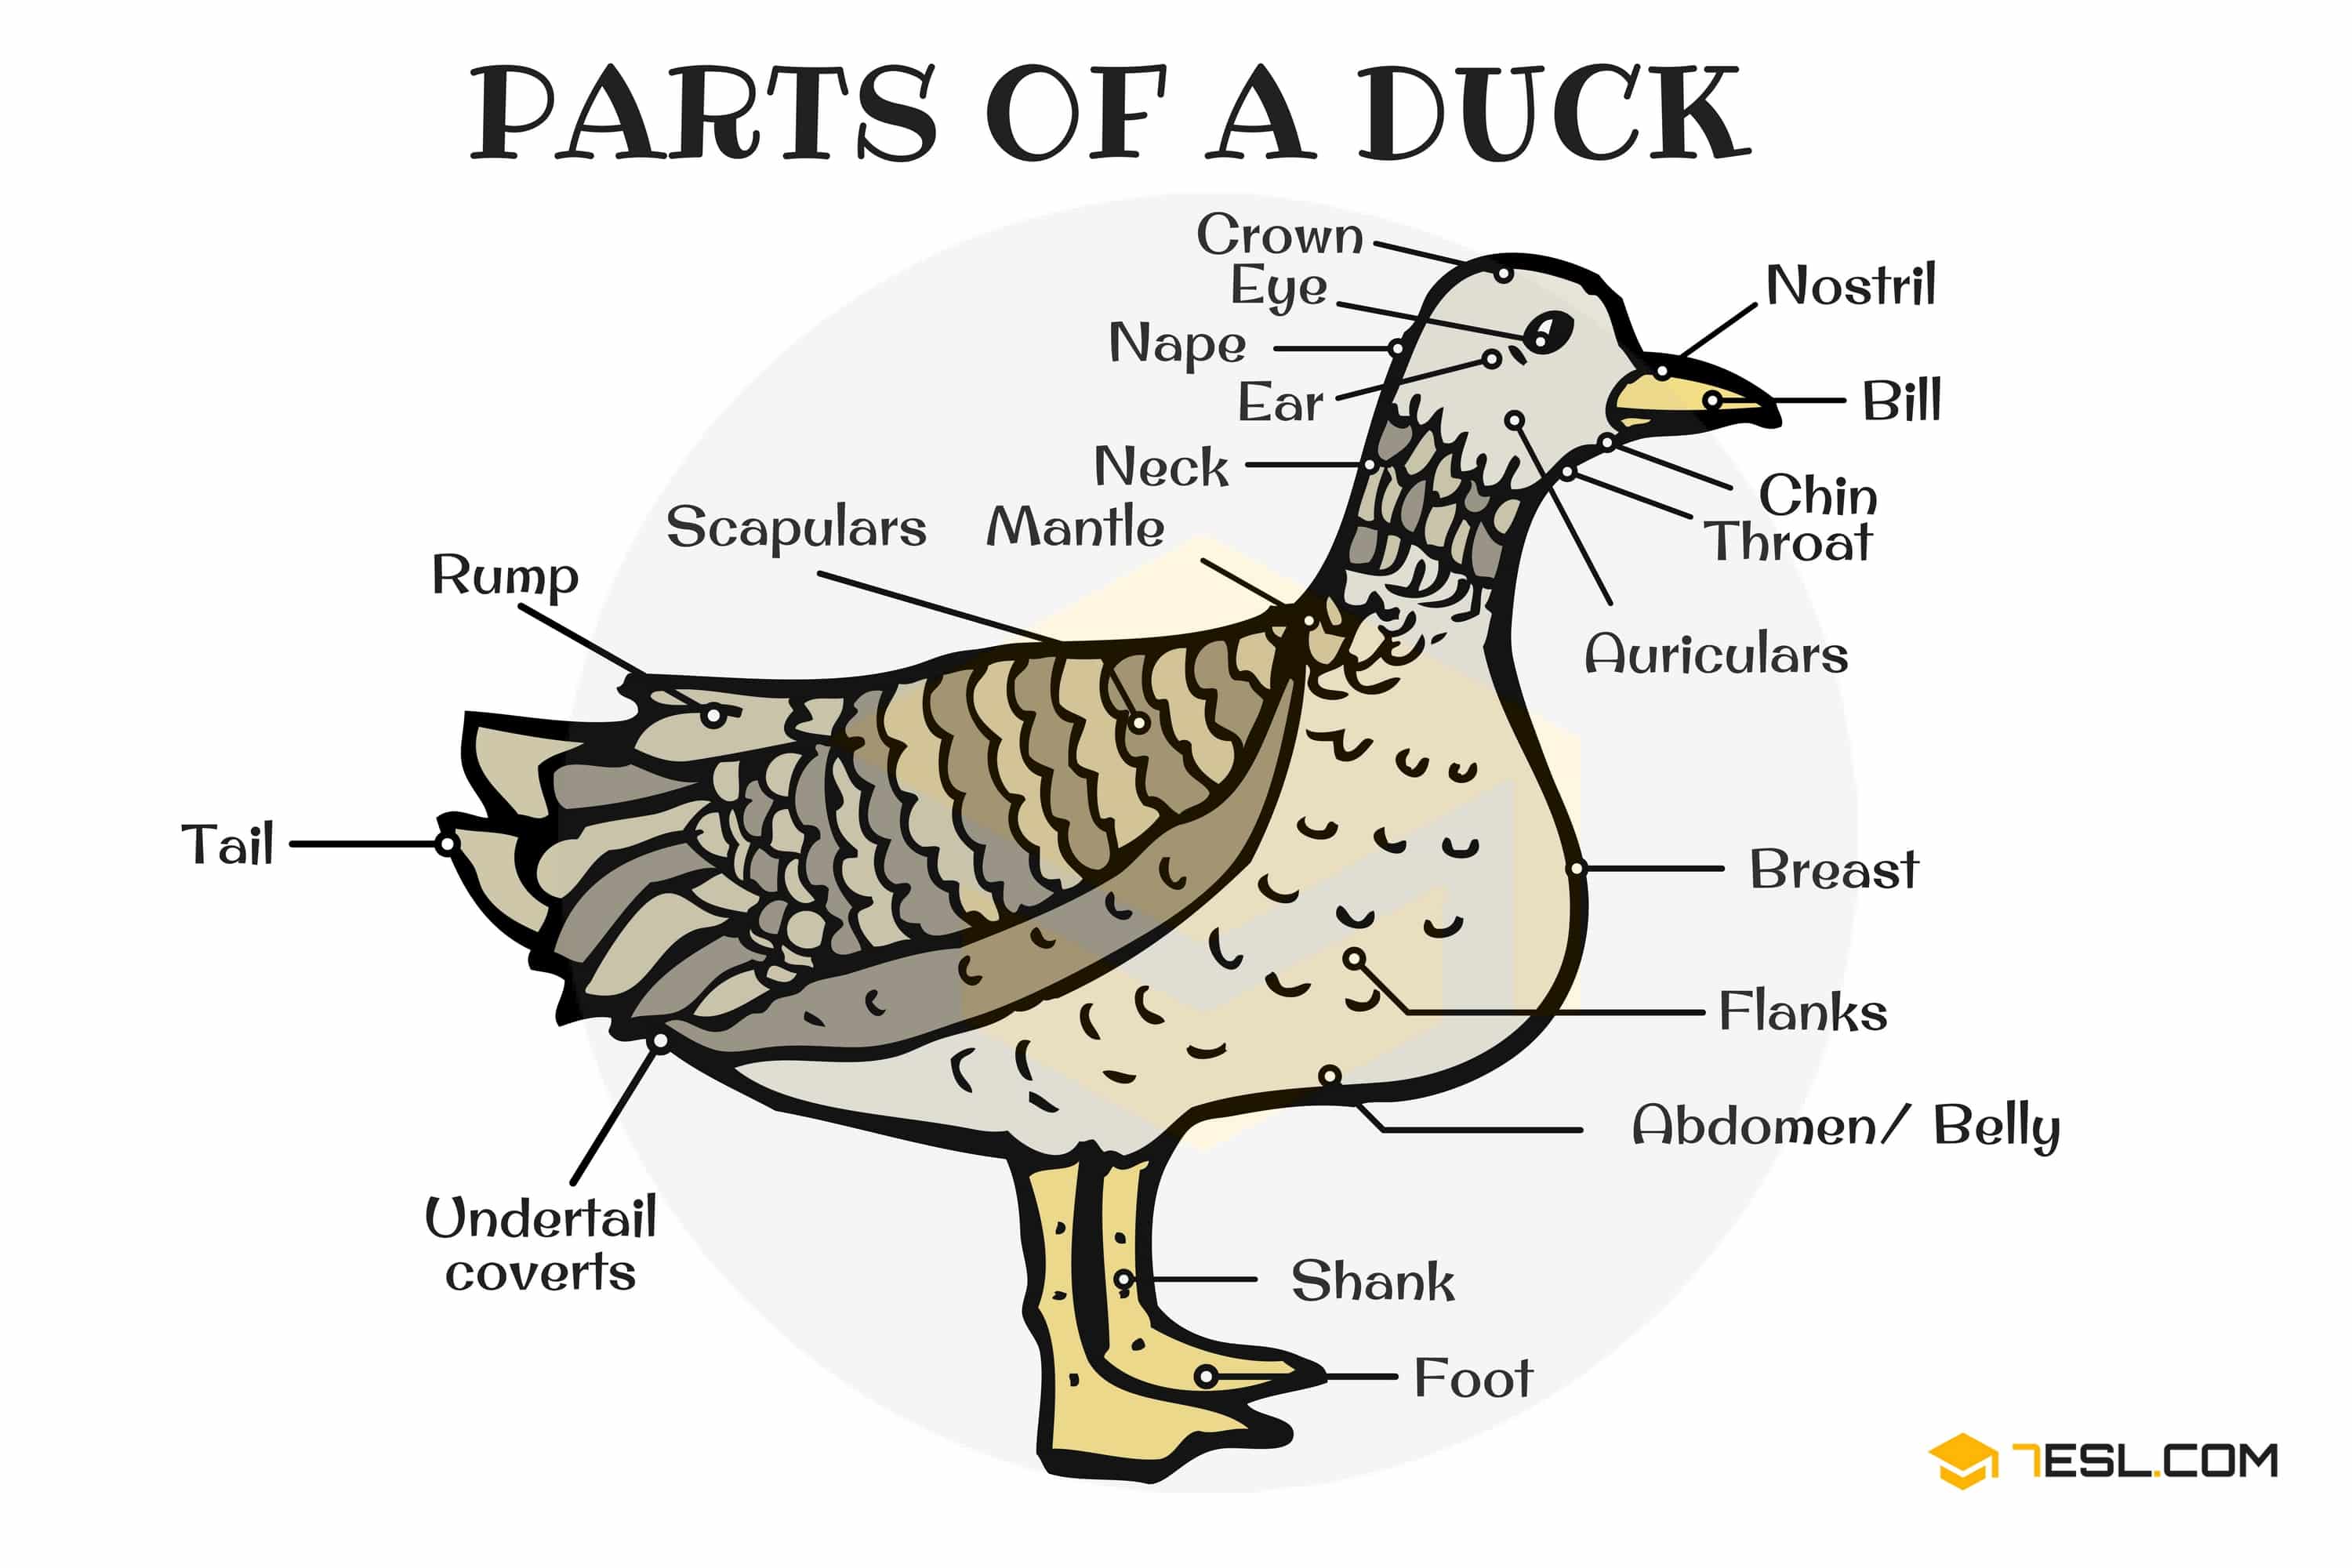 PARTS OF A DUCK
Crown
Eye
Nostril
Nape
Ear
Bill
Neck
Chin
Scapulars
Mantle
Throat
Rump
Auriculars
Tail
Breast
Flanks
Abdomen/ Belly
Undertail
coverts
Shank
Foot
7ESL.COM